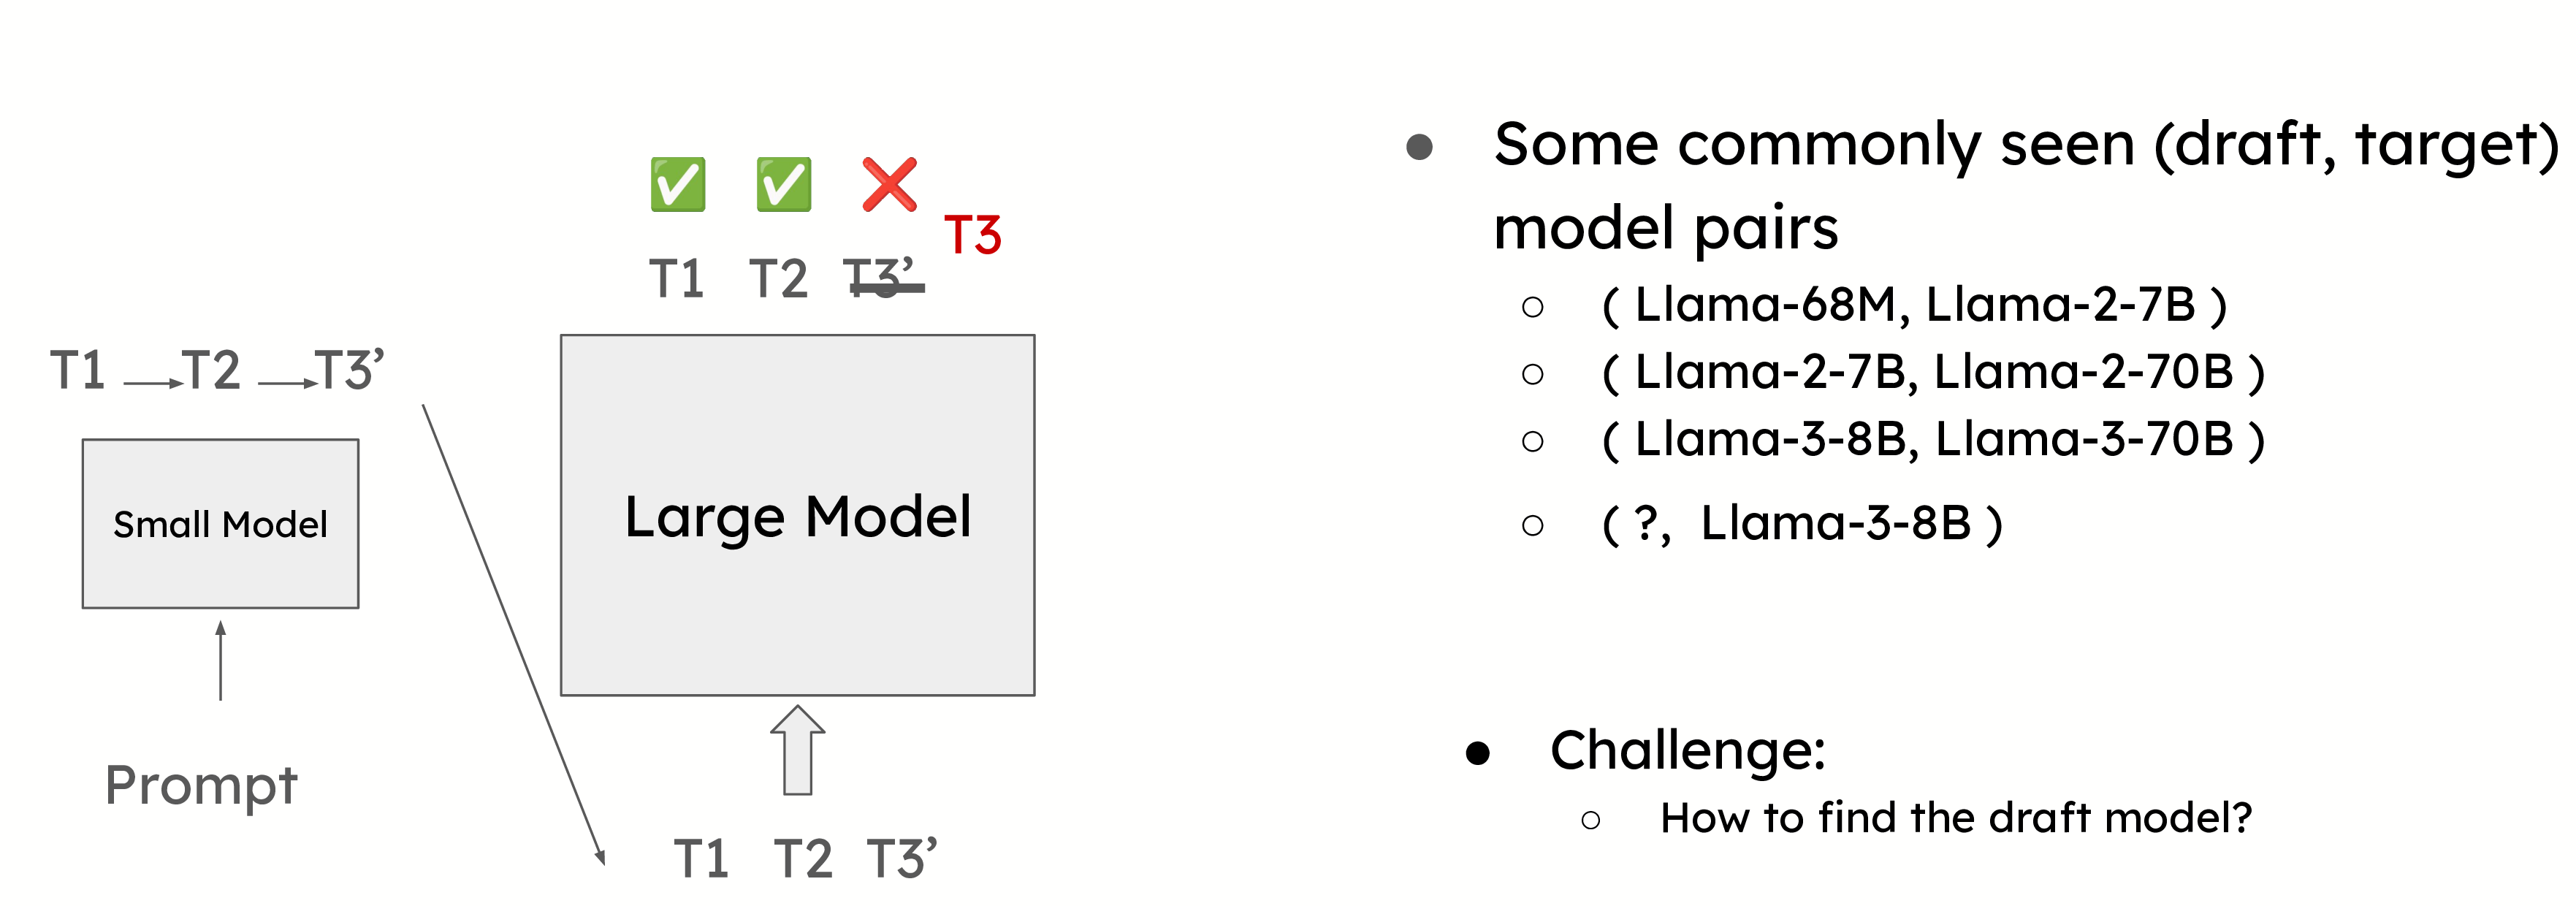 T1 T2 T3’
Small Model
Prompt
T3
T1 T2 T3’
Large Model
T1 T2 T3’
● Some commonly seen (draft, target)
model pairs
○ ( Llama-68M, Llama-2-7B )
○ ( Llama-2-7B, Llama-2-70B )
○ ( Llama-3-8B, Llama-3-70B )
○ ( ?, Llama-3-8B )
● Challenge:
○ How to find the draft model?